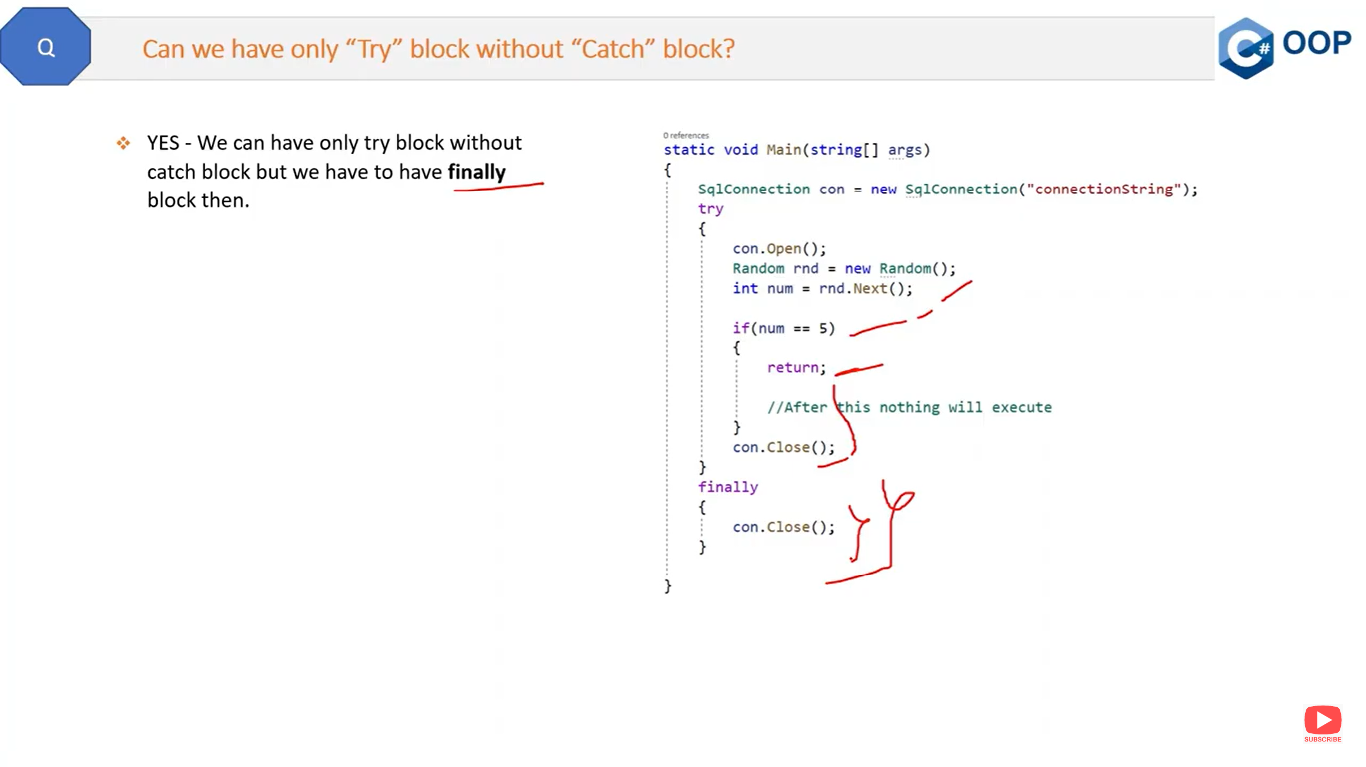 Q
Can we have only “Try” block without “Catch” block?
C# OOP
❖ YES - We can have only try block without
catch block but we have to have finally
block then.
0 references
static void Main(string[] args)
{
SqlConnection con = new SqlConnection("connectionString");
try
{
con.Open();
Random rnd = new Random();
int num = rnd.Next();
if(num == 5)
{
return;
//After this nothing will execute
}
con.Close();
}
finally
{
con.Close();
}
}
SUBSCRIBE